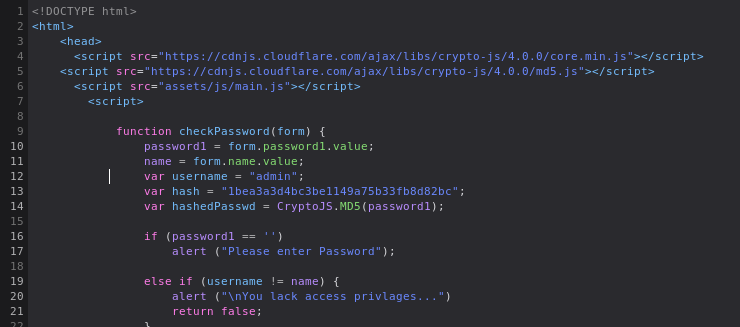 1 <!DOCTYPE html>
2 <html>
3 <head>
4 <script src="https://cdnjs.cloudflare.com/ajax/libs/crypto-js/4.0.0/core.min.js"></script>
5 <script src="https://cdnjs.cloudflare.com/ajax/libs/crypto-js/4.0.0/md5.js"></script>
6 <script src="assets/js/main.js"></script>
7 <script>
8
9 function checkPassword(form) {
10 password1 = form.password1.value;
11 name = form.name.value;
12 var username = "admin";
13 var hash = "1bea3a3d4bc3be1149a75b33fb8d82bc";
14 var hashedPasswd = CryptoJS.MD5(password1);
15
16 if (password1 == '')
17 alert ("Please enter Password");
18
19 else if (username != name) {
20 alert ("\nYou lack access privlages...")
21 return false;
22 }